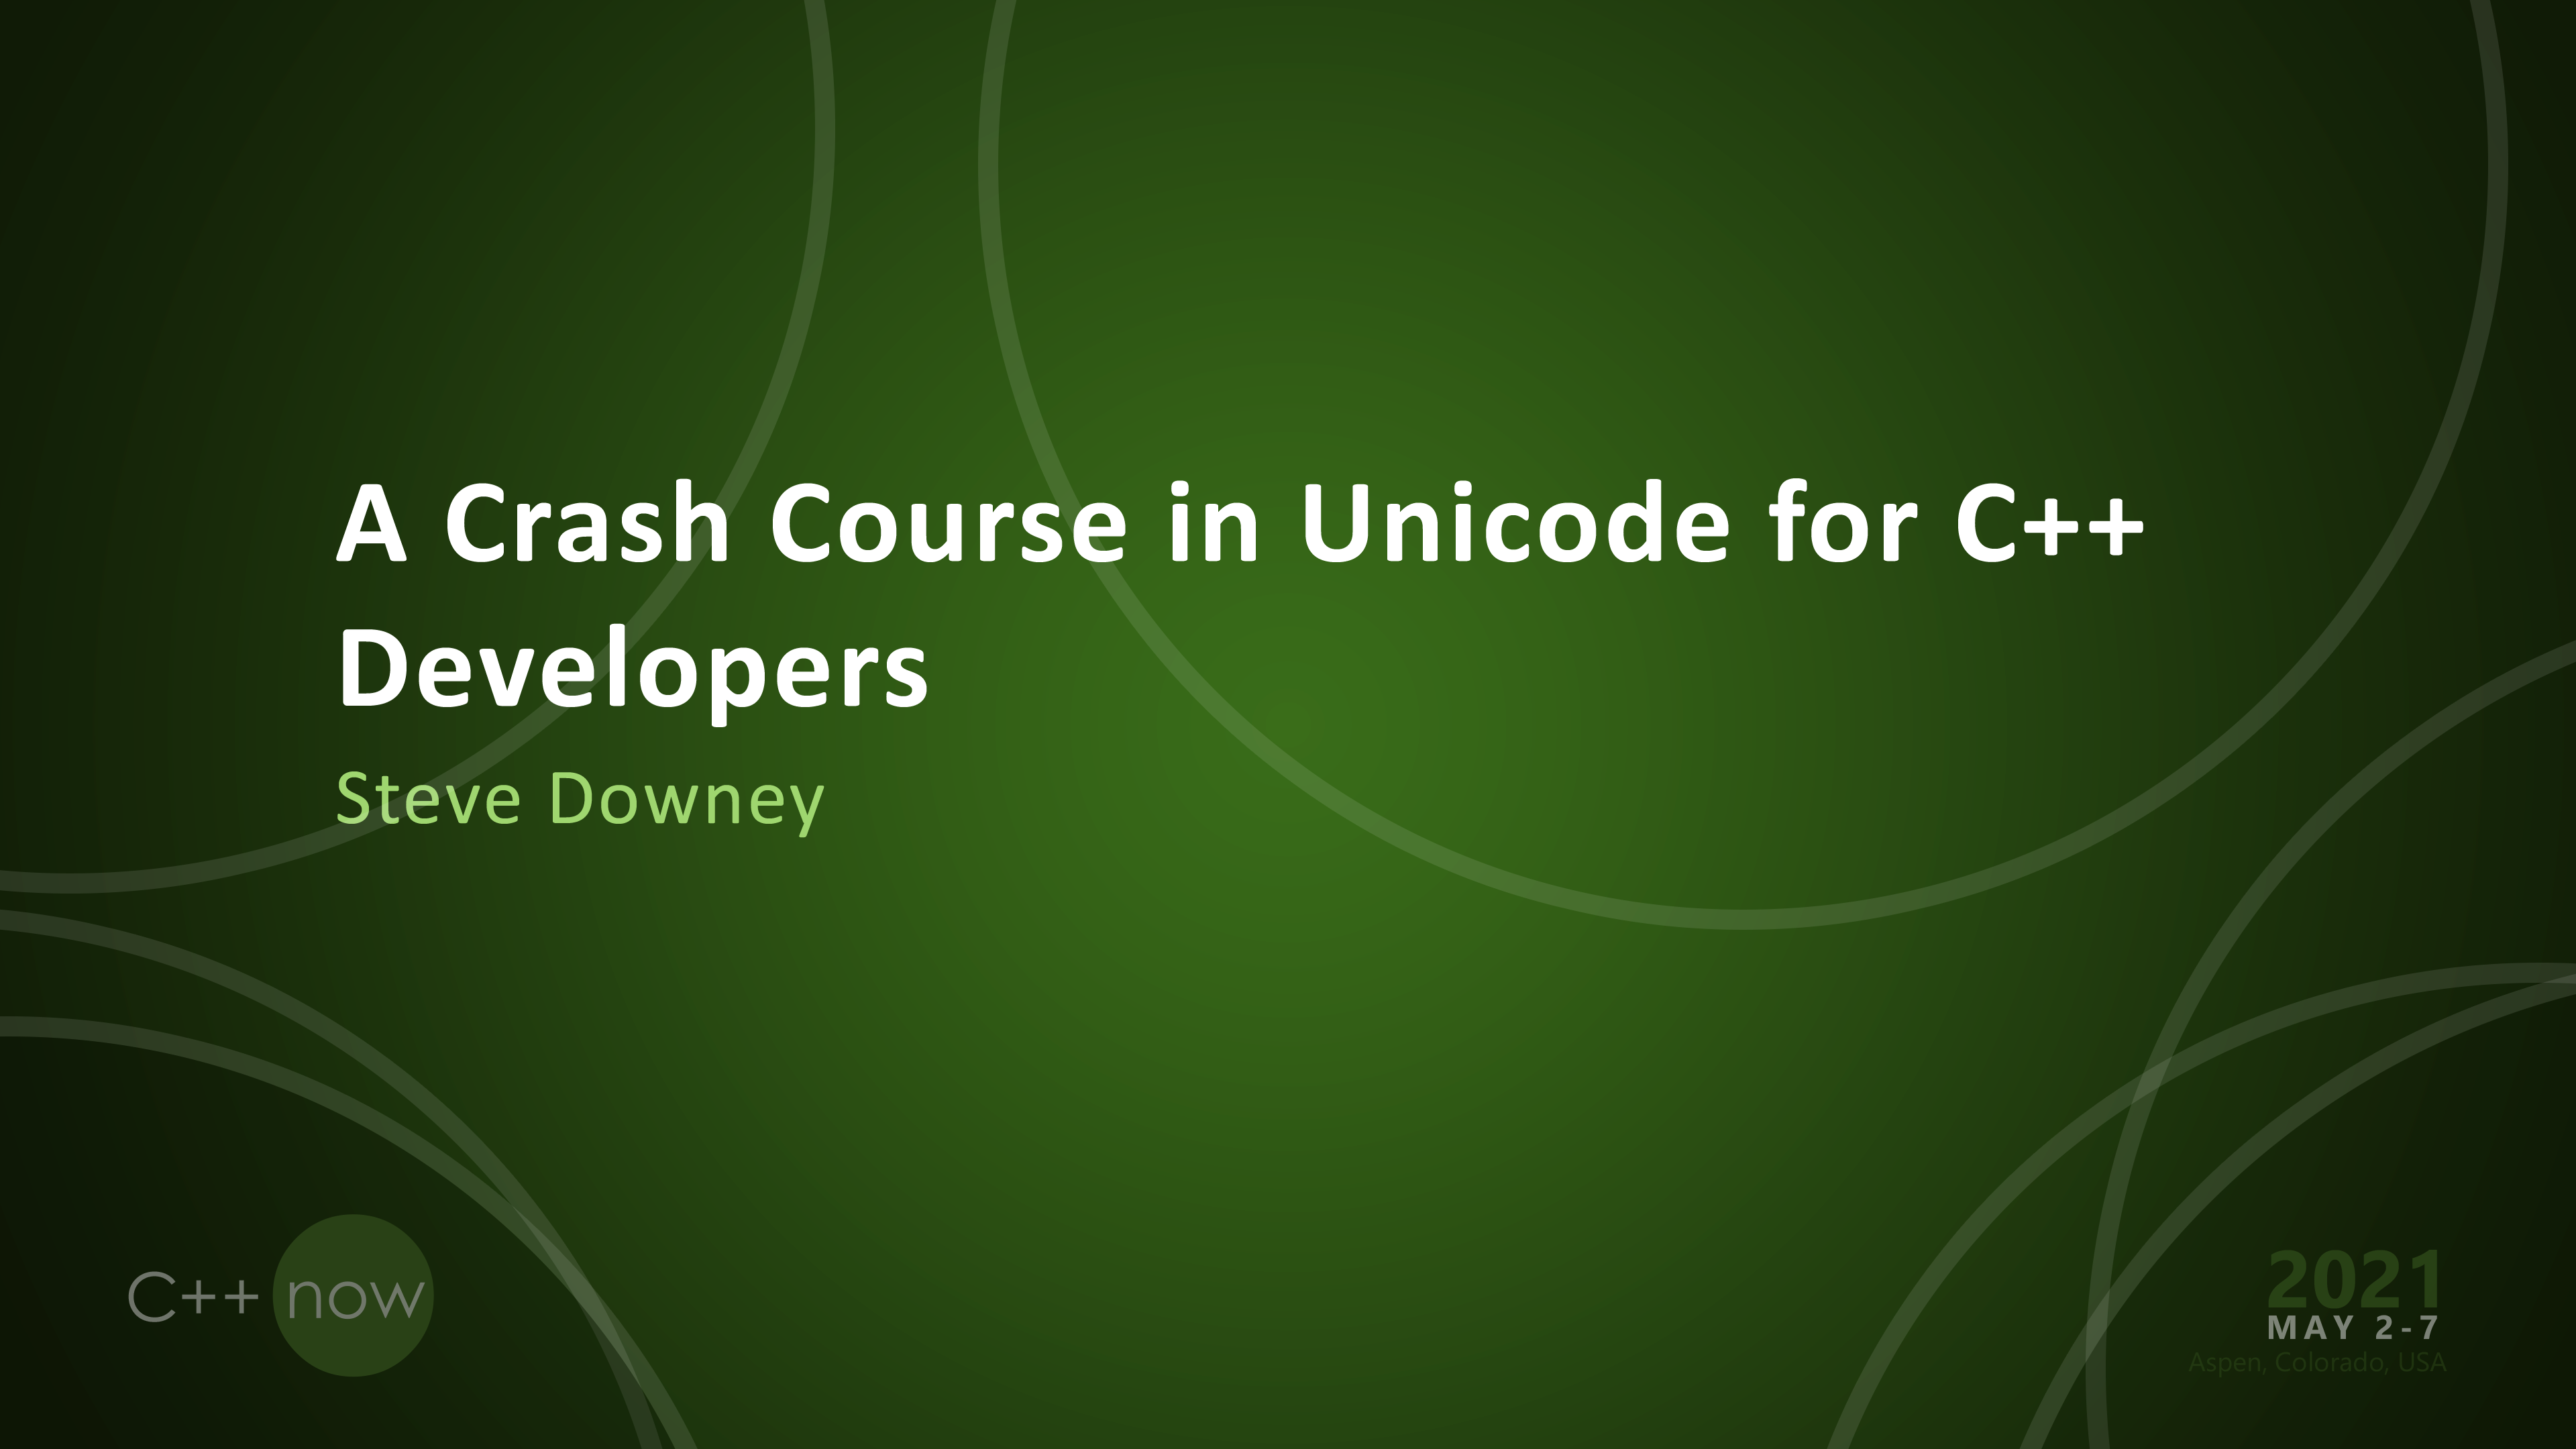 A Crash Course in Unicode for C++
Developers
Steve Downey
C++ now
2021
MAY 2-7
Aspen, Colorado, USA